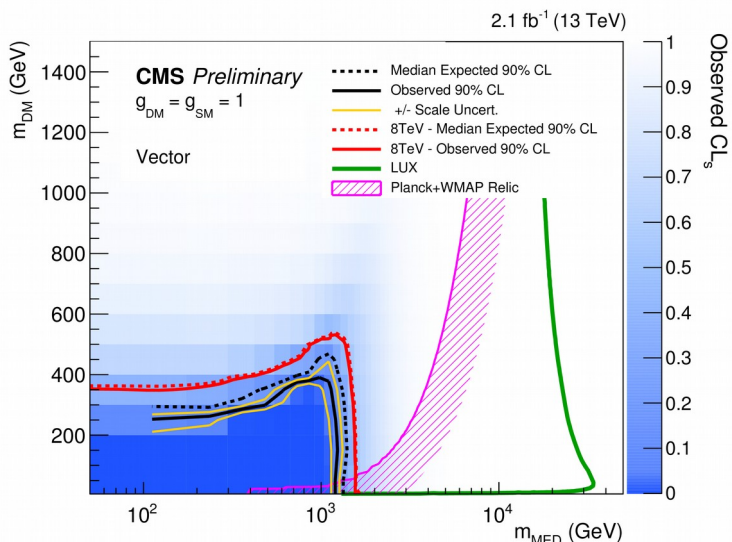 2.1 fb⁻¹ (13 TeV)
m_DM (GeV)
1400
1200
1000
800
600
400
200
CMS Preliminary
g_DM = g_SM = 1
Vector
Median Expected 90% CL
Observed 90% CL
+/- Scale Uncert.
8TeV - Median Expected 90% CL
8TeV - Observed 90% CL
LUX
Planck+WMAP Relic
10²
10³
10⁴
m_MED (GeV)
1
0.9
0.8
0.7
0.6
0.5
0.4
0.3
0.2
0.1
0
Observed CL_s